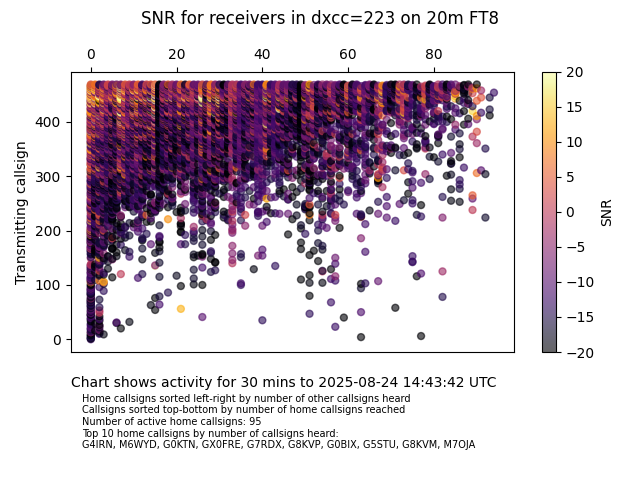 SNR for receivers in dxcc=223 on 20m FT8
0 20 40 60 80
400
300
200
100
0
Transmitting callsign
20
15
10
5
0
−5
−10
−15
−20
SNR
Chart shows activity for 30 mins to 2025-08-24 14:43:42 UTC
Home callsigns sorted left-right by number of other callsigns heard
Callsigns sorted top-bottom by number of home callsigns reached
Number of active home callsigns: 95
Top 10 home callsigns by number of callsigns heard:
G4IRN, M6WYD, G0KTN, GX0FRE, G7RDX, G8KVP, G0BIX, G5STU, G8KVM, M7OJA